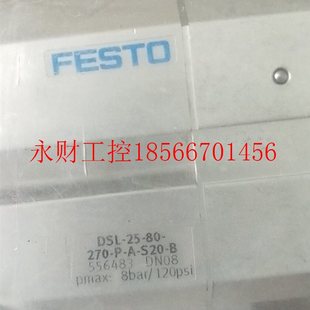 FESTO
永财工控18566701456
DSL-25-80-
270-P-A-S20-B
556483 DN08
pmax: 8bar/120psi